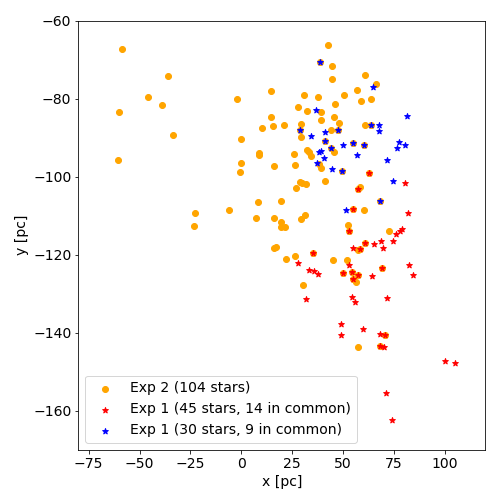 −60
−80
−100
−120
−140
−160
y [pc]
Exp 2 (104 stars)
Exp 1 (45 stars, 14 in common)
Exp 1 (30 stars, 9 in common)
−75 −50 −25 0 25 50 75 100
x [pc]